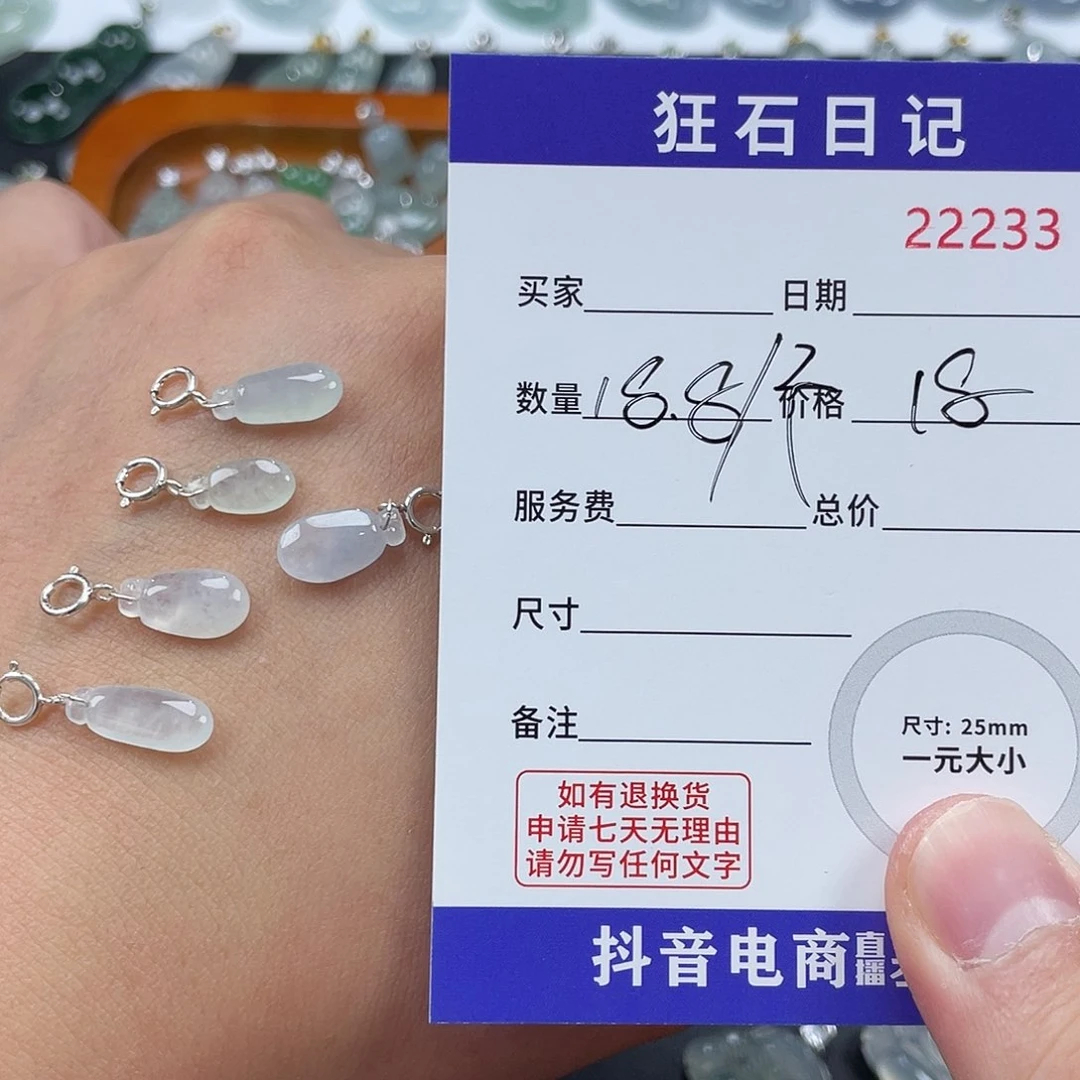 狂石日记
22233
买家 日期
数量 18.8/ 价格 18
服务费 总价
尺寸
备注
尺寸: 25mm
一元大小
如有退换货
申请七天无理由
请勿写任何文字
抖音电商直播